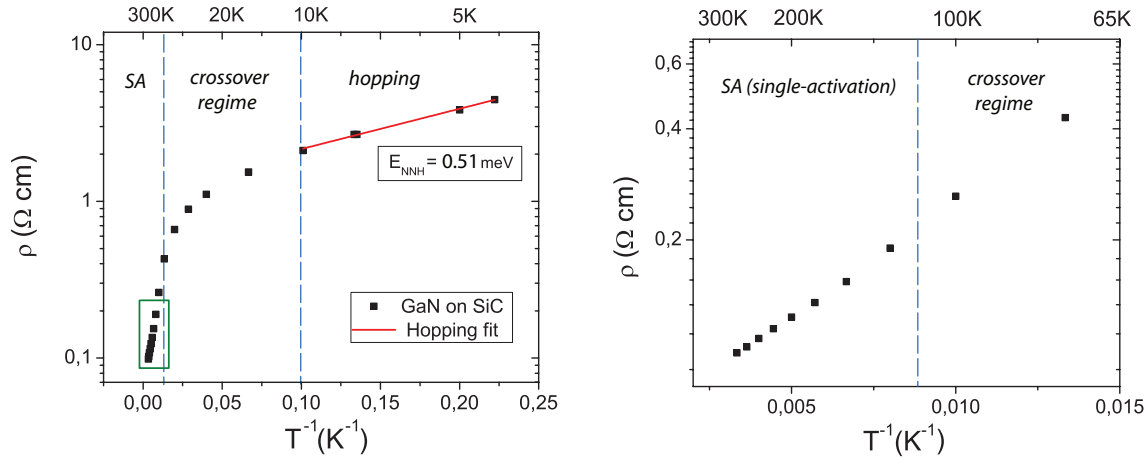 300K 20K 10K 5K
10
1
0,1
ρ (Ω cm)
SA
crossover
regime
hopping
E_NNH = 0.51 meV
GaN on SiC
Hopping fit
0,00 0,05 0,10 0,15 0,20 0,25
T⁻¹(K⁻¹)
300K 200K 100K 65K
0,6
0,4
0,2
ρ (Ω cm)
SA (single-activation)
crossover
regime
0,005 0,010 0,015
T⁻¹(K⁻¹)